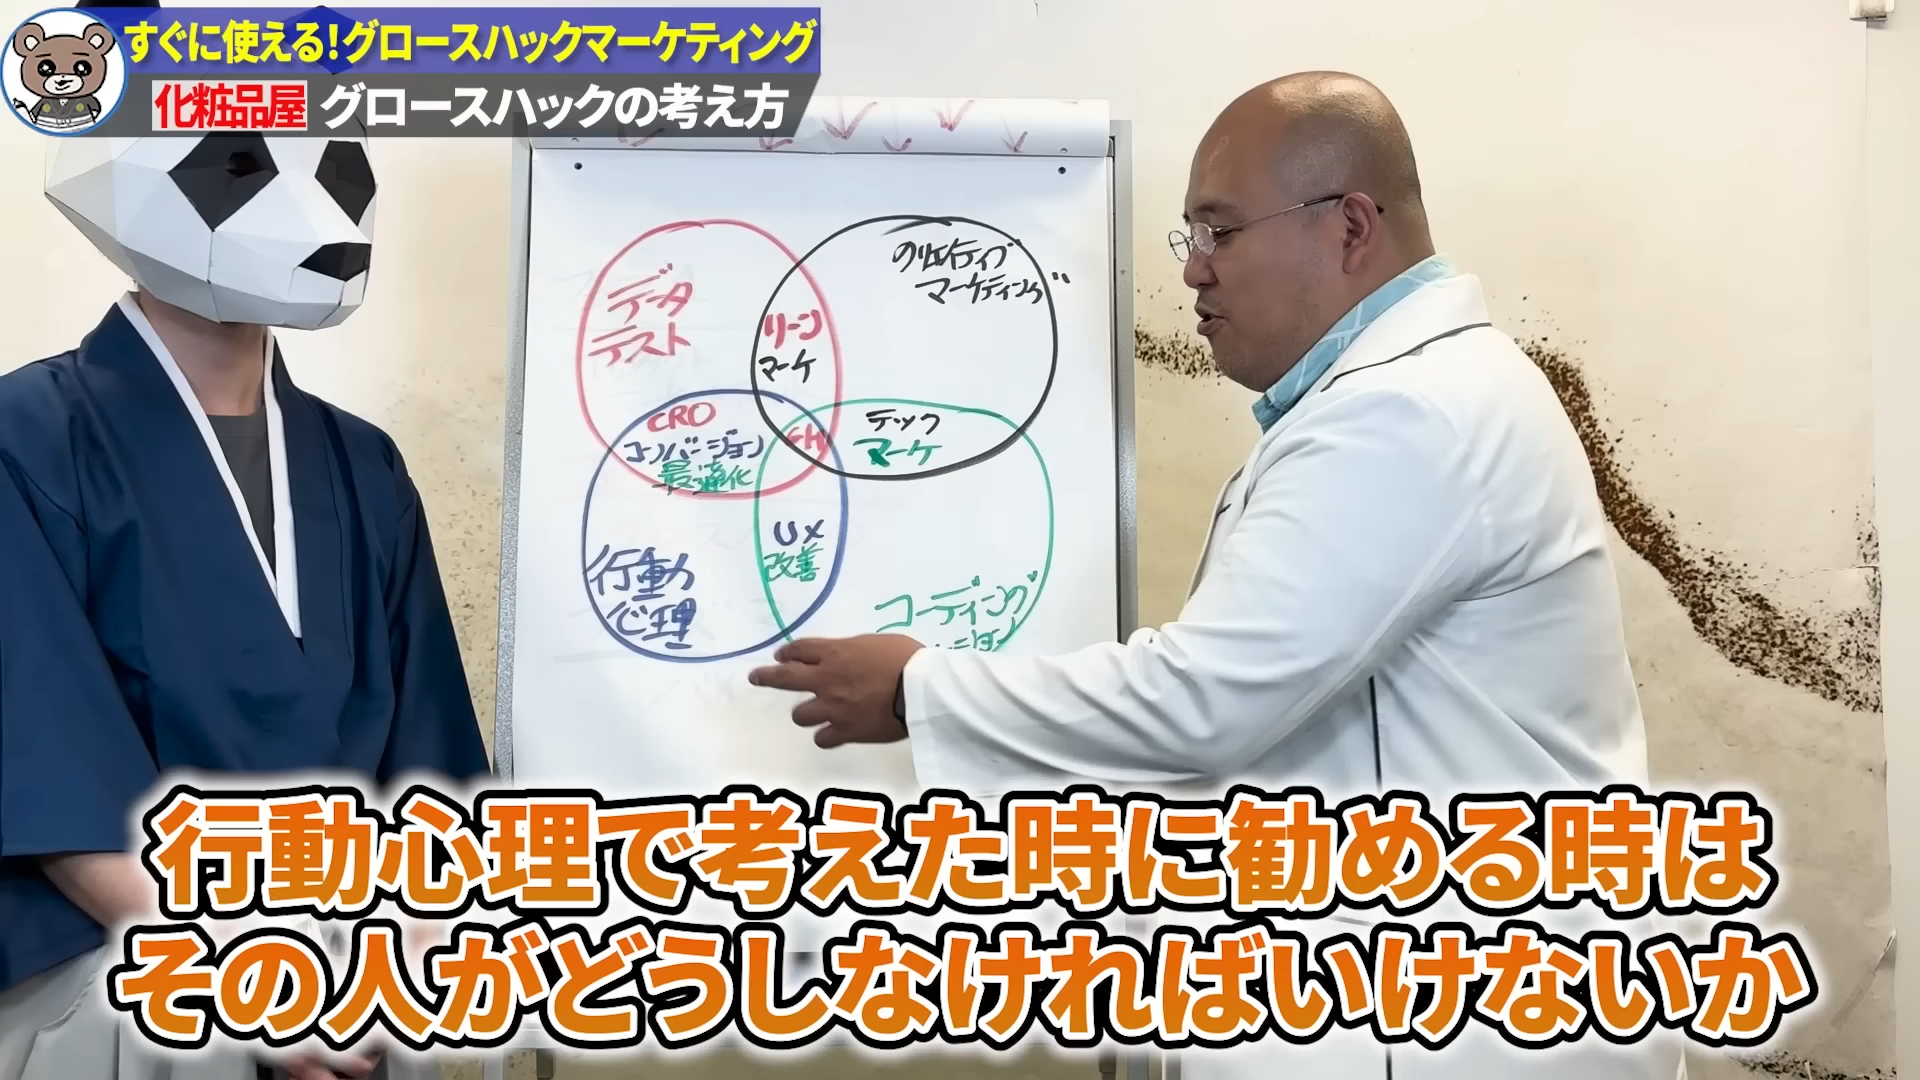 すぐに使える！グロースハックマーケティング
化粧品屋 グロースハックの考え方
データ
テスト
クリエイティブ
マーケティング
リーン
マーケ
CRO
コンバージョン
最適化
GH
テック
マーケ
UX
改善
行動
心理
コーディング
行動心理で考えた時に勧める時は
その人がどうしなければいけないか